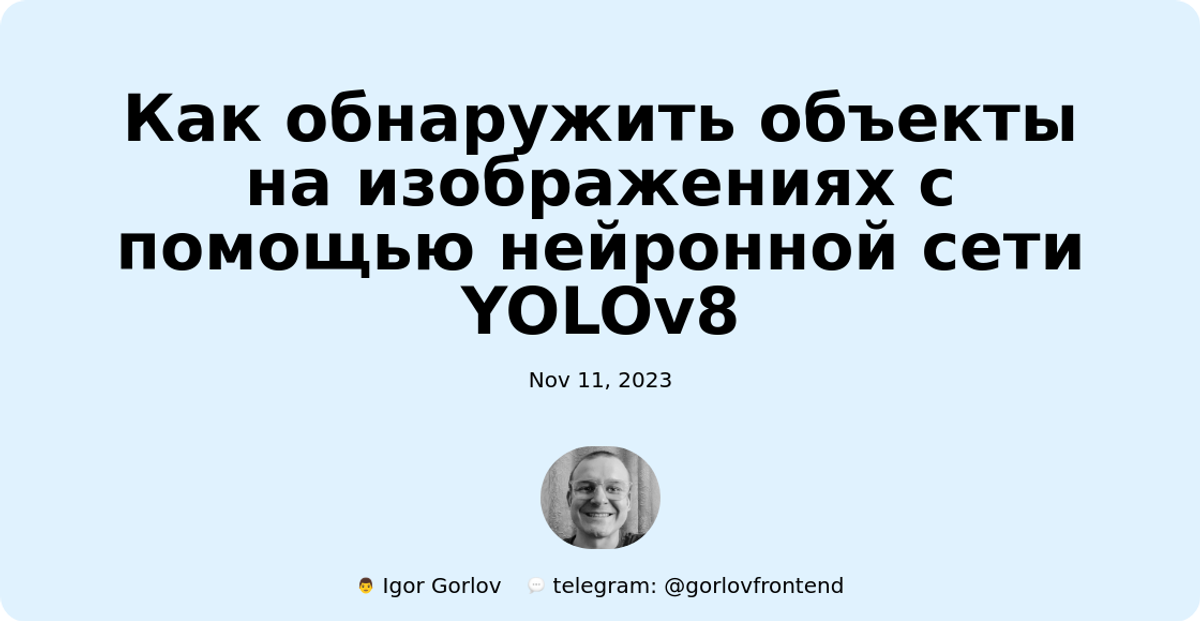 Как обнаружить объекты
на изображениях с
помощью нейронной сети
YOLOv8
Nov 11, 2023
👨 Igor Gorlov 💬 telegram: @gorlovfrontend